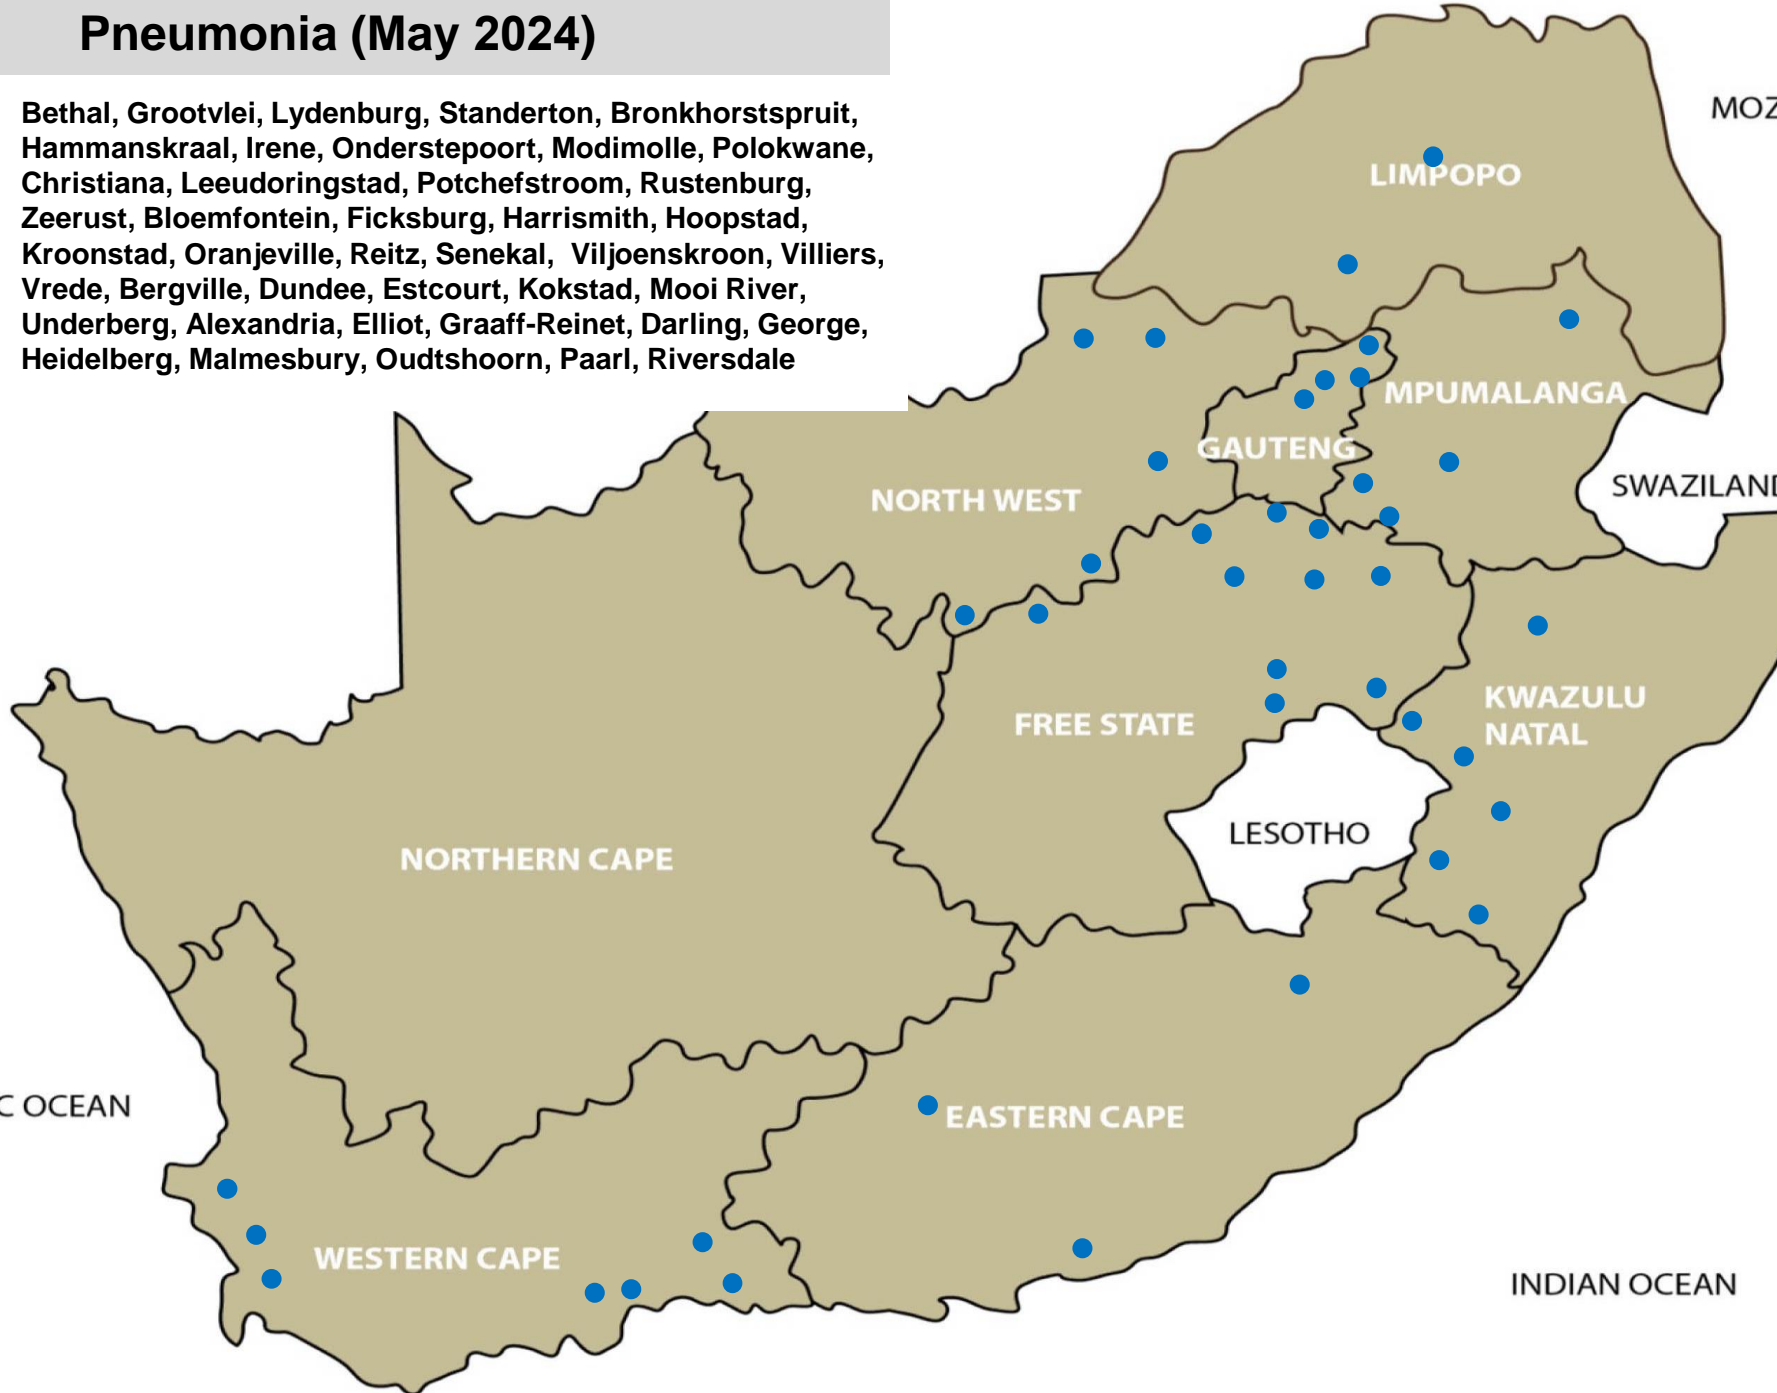 Pneumonia (May 2024)
Bethal, Grootvlei, Lydenburg, Standerton, Bronkhorstspruit,
Hammanskraal, Irene, Onderstepoort, Modimolle, Polokwane,
Christiana, Leeudoringstad, Potchefstroom, Rustenburg,
Zeerust, Bloemfontein, Ficksburg, Harrismith, Hoopstad,
Kroonstad, Oranjeville, Reitz, Senekal, Viljoenskroon, Villiers,
Vrede, Bergville, Dundee, Estcourt, Kokstad, Mooi River,
Underberg, Alexandria, Elliot, Graaff-Reinet, Darling, George,
Heidelberg, Malmesbury, Oudtshoorn, Paarl, Riversdale
MOZ
LIMPOPO
MPUMALANGA
GAUTENG
SWAZILAND
NORTH WEST
KWAZULU
NATAL
FREE STATE
LESOTHO
NORTHERN CAPE
C OCEAN
EASTERN CAPE
WESTERN CAPE
INDIAN OCEAN